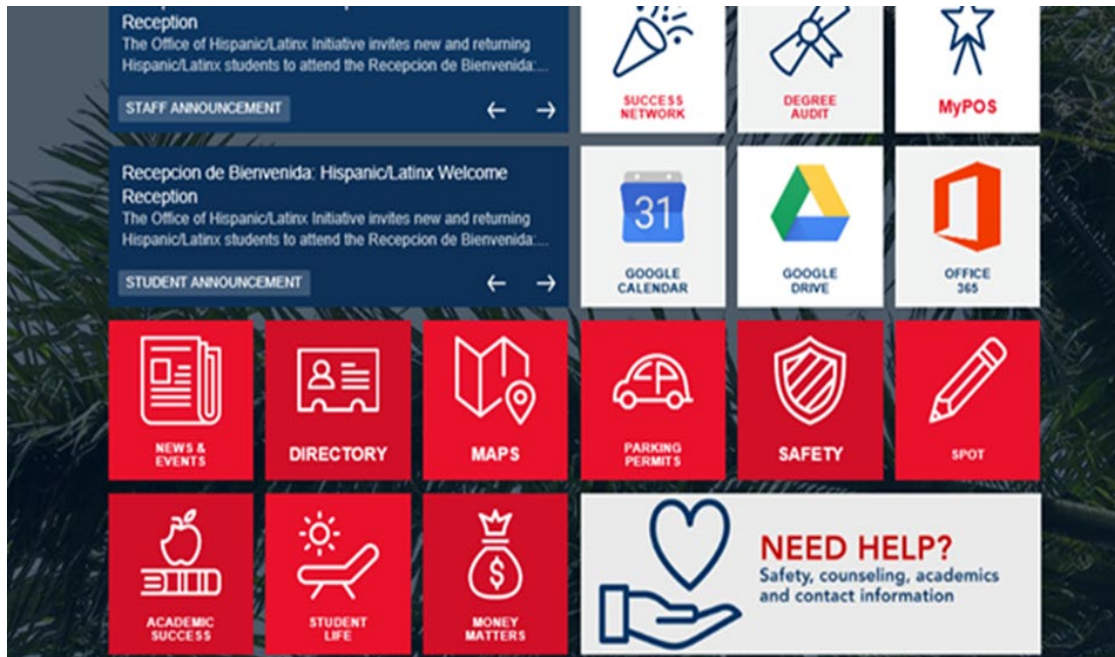 Reception
The Office of Hispanic/Latinx Initiative invites new and returning
Hispanic/Latinx students to attend the Recepcion de Bienvenida:...
STAFF ANNOUNCEMENT
SUCCESS
NETWORK
DEGREE
AUDIT
MyPOS
Recepcion de Bienvenida: Hispanic/Latinx Welcome
Reception
The Office of Hispanic/Latinx Initiative invites new and returning
Hispanic/Latinx students to attend the Recepcion de Bienvenida:...
STUDENT ANNOUNCEMENT
31
GOOGLE
CALENDAR
GOOGLE
DRIVE
OFFICE
365
NEWS &
EVENTS
DIRECTORY
MAPS
PARKING
PERMITS
SAFETY
SPOT
ACADEMIC
SUCCESS
STUDENT
LIFE
$
MONEY
MATTERS
NEED HELP?
Safety, counseling, academics
and contact information